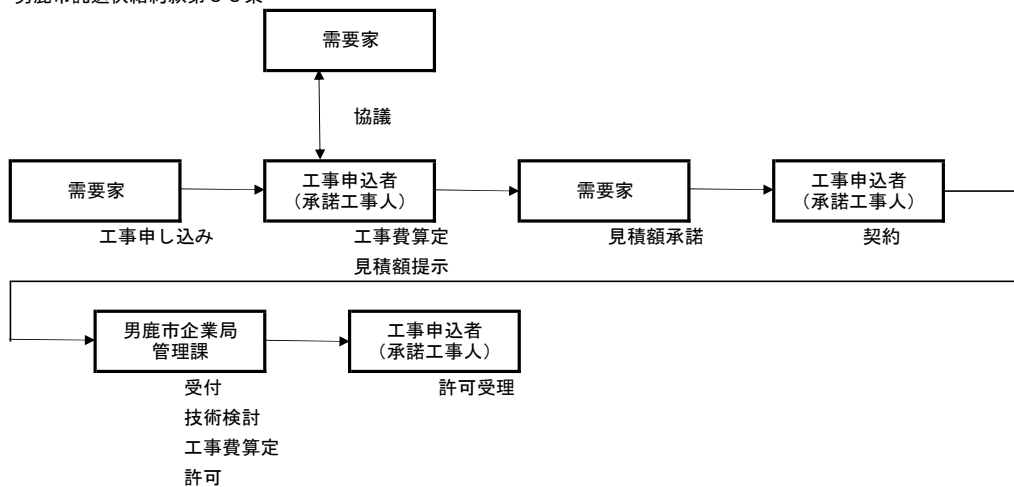 需要家
協議
需要家
工事申込者
(承諾工事人)
需要家
工事申込者
(承諾工事人)
工事申し込み
工事費算定
見積額承諾
契約
見積額提示
男鹿市企業局
管理課
工事申込者
(承諾工事人)
受付
許可受理
技術検討
工事費算定
許可